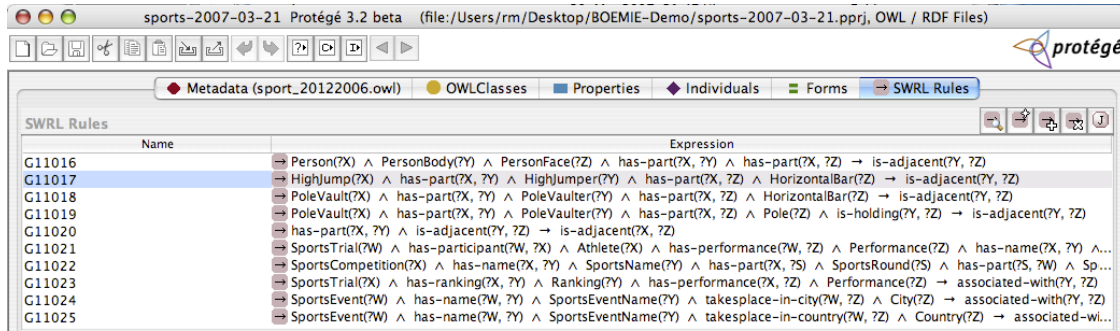 sports-2007-03-21 Protégé 3.2 beta (file:/Users/rm/Desktop/BOEMIE-Demo/sports-2007-03-21.pprj, OWL / RDF Files)
protégé
Metadata (sport_20122006.owl) OWLClasses Properties Individuals Forms → SWRL Rules
SWRL Rules
Name Expression
G11016 → Person(?X) ∧ PersonBody(?Y) ∧ PersonFace(?Z) ∧ has-part(?X, ?Y) ∧ has-part(?X, ?Z) → is-adjacent(?Y, ?Z)
G11017 → HighJump(?X) ∧ has-part(?X, ?Y) ∧ HighJumper(?Y) ∧ has-part(?X, ?Z) ∧ HorizontalBar(?Z) → is-adjacent(?Y, ?Z)
G11018 → PoleVault(?X) ∧ has-part(?X, ?Y) ∧ PoleVaulter(?Y) ∧ has-part(?X, ?Z) ∧ HorizontalBar(?Z) → is-adjacent(?Y, ?Z)
G11019 → PoleVault(?X) ∧ has-part(?X, ?Y) ∧ PoleVaulter(?Y) ∧ has-part(?X, ?Z) ∧ Pole(?Z) ∧ is-holding(?Y, ?Z) → is-adjacent(?Y, ?Z)
G11020 → has-part(?X, ?Y) ∧ is-adjacent(?Y, ?Z) → is-adjacent(?X, ?Z)
G11021 → SportsTrial(?W) ∧ has-participant(?W, ?X) ∧ Athlete(?X) ∧ has-performance(?W, ?Z) ∧ Performance(?Z) ∧ has-name(?X, ?Y) ∧...
G11022 → SportsCompetition(?X) ∧ has-name(?X, ?Y) ∧ SportsName(?Y) ∧ has-part(?X, ?S) ∧ SportsRound(?S) ∧ has-part(?S, ?W) ∧ Sp...
G11023 → SportsTrial(?X) ∧ has-ranking(?X, ?Y) ∧ Ranking(?Y) ∧ has-performance(?X, ?Z) ∧ Performance(?Z) → associated-with(?Y, ?Z)
G11024 → SportsEvent(?W) ∧ has-name(?W, ?Y) ∧ SportsEventName(?Y) ∧ takesplace-in-city(?W, ?Z) ∧ City(?Z) → associated-with(?Y, ?Z)
G11025 → SportsEvent(?W) ∧ has-name(?W, ?Y) ∧ SportsEventName(?Y) ∧ takesplace-in-country(?W, ?Z) ∧ Country(?Z) → associated-wi...